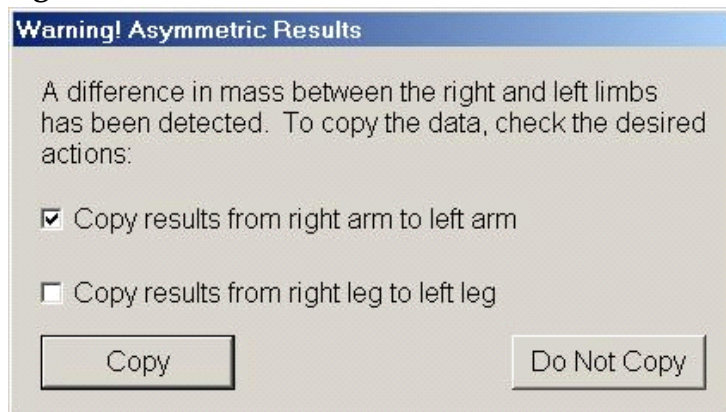 Warning! Asymmetric Results
A difference in mass between the right and left limbs
has been detected. To copy the data, check the desired
actions:
Copy results from right arm to left arm
Copy results from right leg to left leg
Copy
Do Not Copy